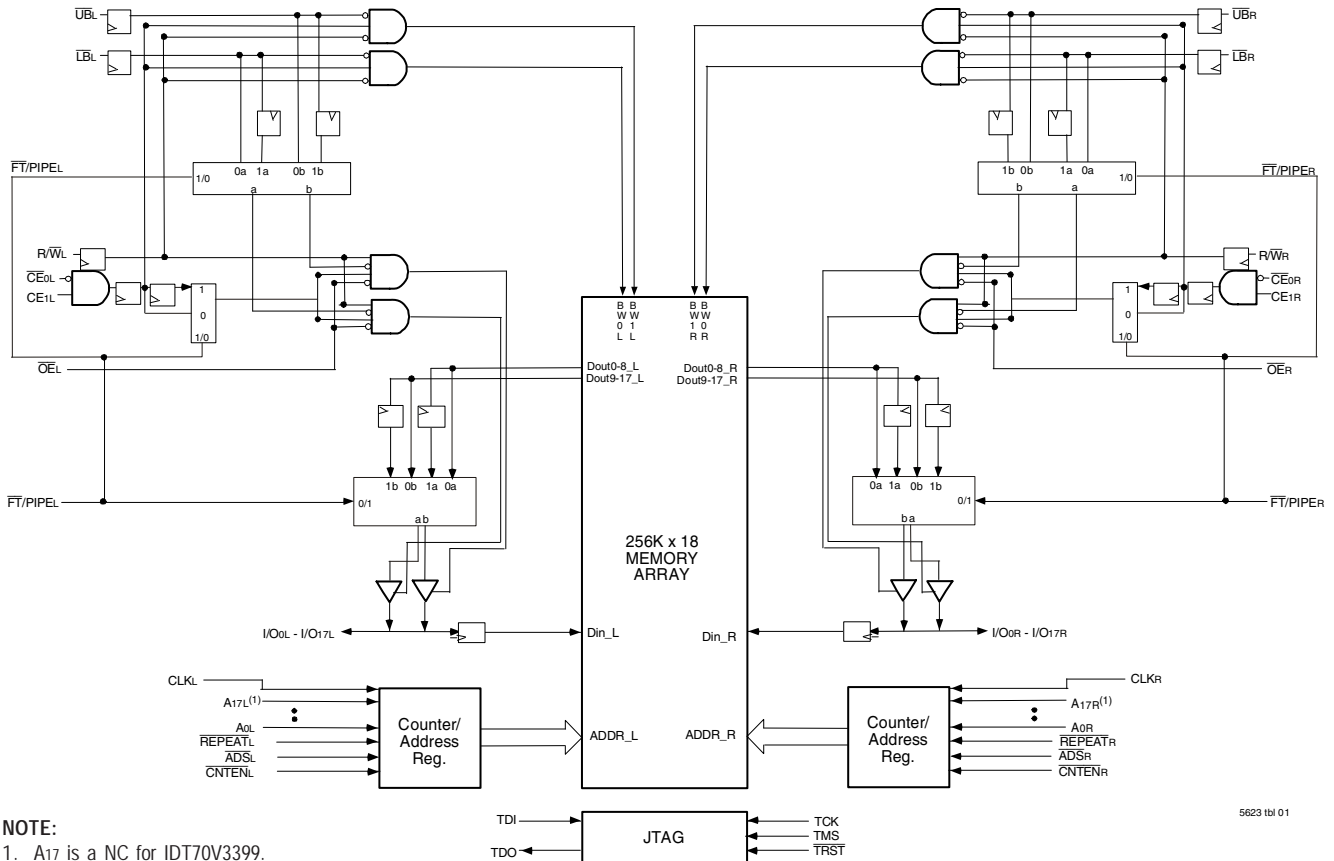 UBL
UBR
LBL
LBR
FT/PIPEL
1/0
0a 1a 0b 1b
a b
1b 0b 1a 0a
b a
1/0
FT/PIPER
R/WL
R/WR
CE0L
CE1L
1
0
1/0
CE0R
CE1R
1
0
1/0
BW0L
BW1L
BW1R
BW0R
OEL
OER
Dout0-8_L
Dout9-17_L
Dout0-8_R
Dout9-17_R
1b 0b 1a 0a
0/1
a b
0a 1a 0b 1b
0/1
b a
FT/PIPEL
FT/PIPER
256K x 18
MEMORY
ARRAY
I/O0L - I/O17L
Din_L
Din_R
I/O0R - I/O17R
CLKL
CLKR
A17L(1)
A17R(1)
A0L
A0R
REPEATL
REPEATR
ADSL
ADSR
CNTENL
CNTENR
Counter/
Address
Reg.
ADDR_L
ADDR_R
Counter/
Address
Reg.
TDI
TDO
JTAG
TCK
TMS
TRST
5623 tbl 01
NOTE:
1. A17 is a NC for IDT70V3399.